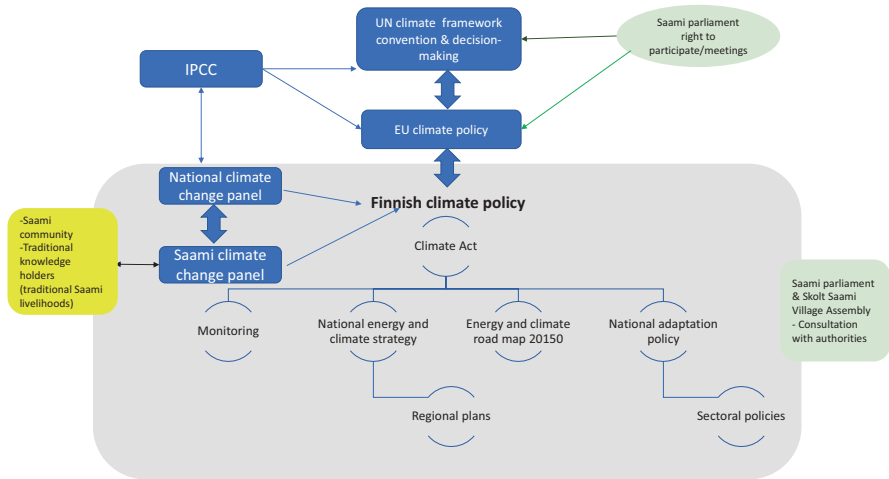 UN climate framework
convention & decision-
making
Saami parliament
right to
participate/meetings
IPCC
EU climate policy
National climate
change panel
Finnish climate policy
-Saami
community
-Traditional
knowledge
holders
(traditional Saami
livelihoods)
Saami climate
change panel
Climate Act
Saami parliament
& Skolt Saami
Village Assembly
- Consultation
with authorities
Monitoring
National energy and
climate strategy
Energy and climate
road map 20150
National adaptation
policy
Regional plans
Sectoral policies